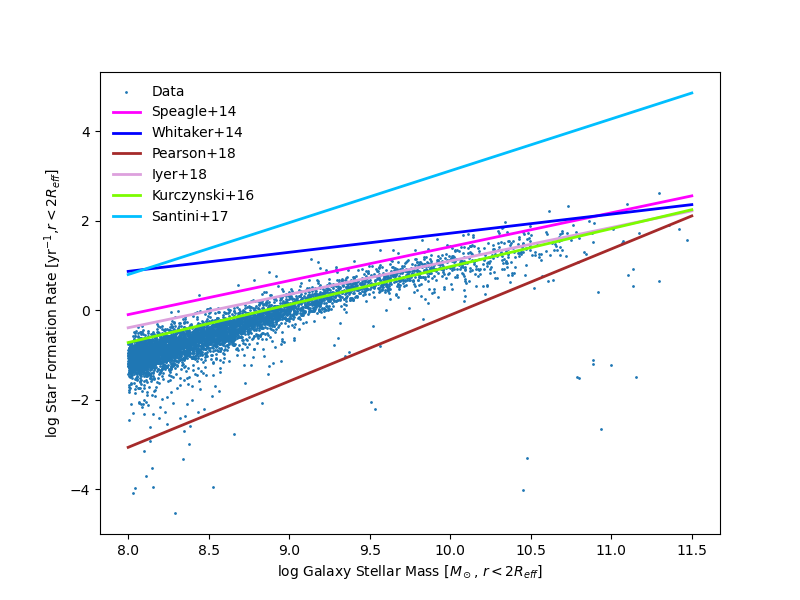 Data
Speagle+14
Whitaker+14
Pearson+18
Iyer+18
Kurczynski+16
Santini+17
4
2
0
−2
−4
log Star Formation Rate [yr⁻¹,r < 2R_eff]
8.0 8.5 9.0 9.5 10.0 10.5 11.0 11.5
log Galaxy Stellar Mass [M_⊙ , r < 2R_eff]